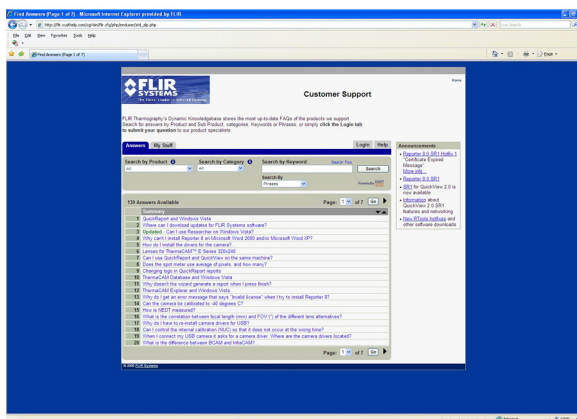 Find Answers (Page 1 of 7) - Microsoft Internet Explorer provided by FLIR
File Edit View Favorites Tools Help
Find Answers (Page 1 of 7)
Home
FLIR
SYSTEMS
Customer Support
FLIR Thermography's Dynamic Knowledgebase stores the most up-to-date FAQs of the products we support.
Search for answers by Product and Sub Product, categories, Keywords or Phrases, or simply click the Login tab
to submit your question to our product specialists.
Answers My Stuff Login Help
Search by Product Search by Category Search by Keyword Search Tips
All All Search
Search By
Phrases
139 Answers Available Page: 1 of 7 Go
Summary
1 QuickReport and Windows Vista
2 Where can I download updates for FLIR Systems software?
3 Updated - Can I use Researcher on Windows Vista?
4 Why can't I install Reporter 8 on Microsoft Word 2000 and/or Microsoft Word XP?
5 How do I install the drivers for the camera?
6 Lenses for ThermaCAM™ E Series 320x240
7 Can I use QuickReport and QuickView on the same machine?
8 Does the spot meter use average of pixels, and how many?
9 Changing logo in QuickReport reports
10 ThermaCAM Database and Windows Vista
11 Why doesn't the wizard generate a report when I press finish?
12 ThermaCAM Explorer and Windows Vista
13 Why do I get an error message that says "Invalid license" when I try to install Reporter 8?
14 Can the camera be calibrated to -40 degrees C?
15 How is NEDT measured?
16 What is the correlation between focal length (mm) and FOV (°) of the different lens alternatives?
17 Why do I have to re-install camera drivers for USB?
18 Can I control the internal calibration (NUC) so that it does not occur at the wrong time?
19 When I connect my USB camera it asks for a camera driver. Where are the camera drivers located?
20 What is the difference between BCAM and InfraCAM?
Page: 1 of 7 Go
© 2008 FLIR Systems
Announcements
Reporter 8.0 SR1 Hotfix 1
"Certificate Expired
Message"
More info...
Reporter 8.0 SR1
SR1 for QuickView 2.0 is
now available
Information about
QuickView 2.0 SR1
features and networking
New IRTools hotfixes and
other software downloads